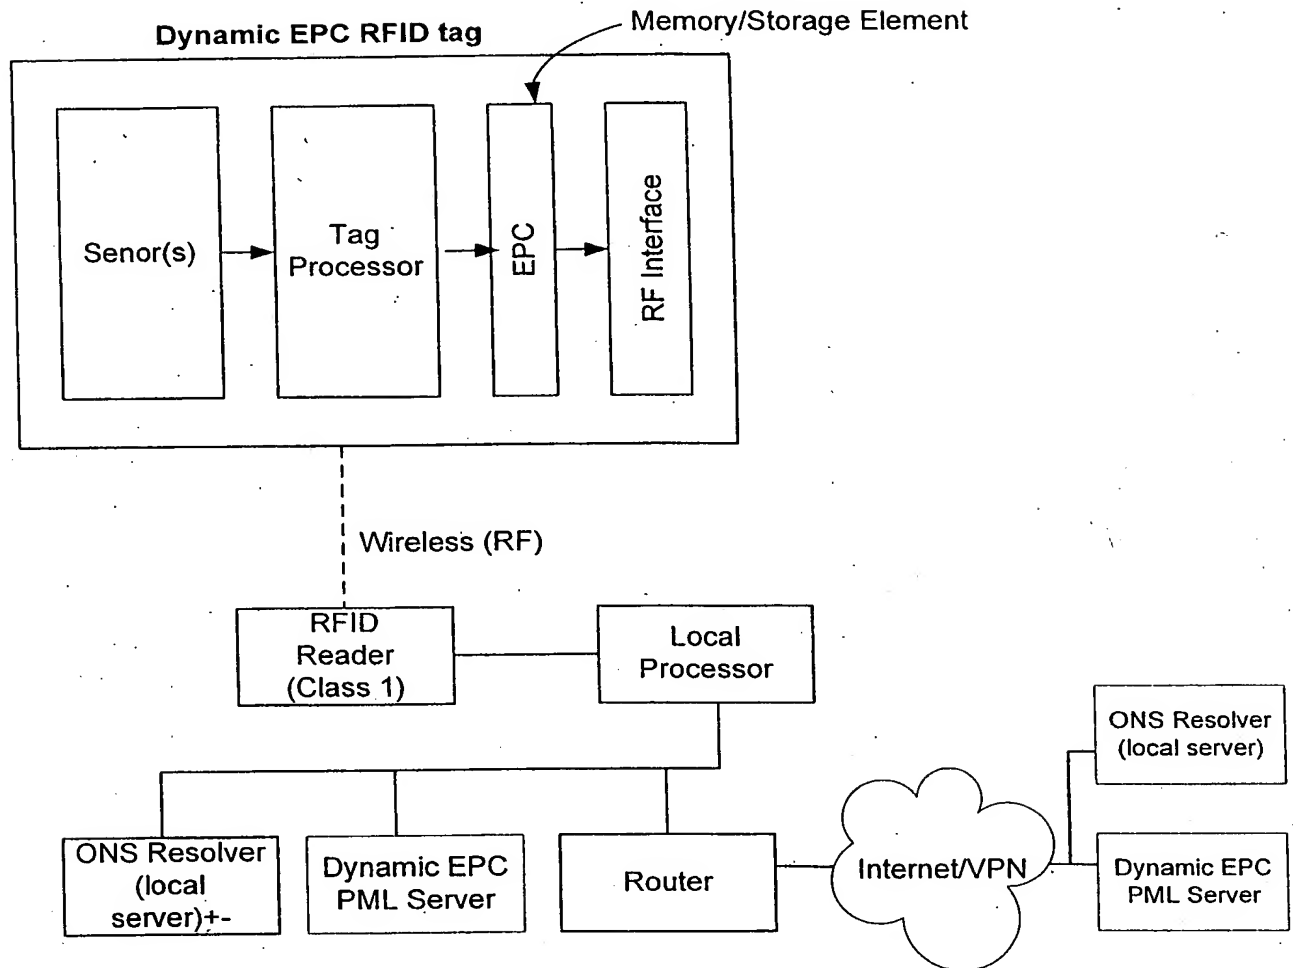 Memory/Storage Element
Dynamic EPC RFID tag
Senor(s)
Tag
Processor
EPC
RF Interface
Wireless (RF)
RFID
Reader
(Class 1)
Local
Processor
ONS Resolver
(local server)
ONS Resolver
(local
server)+-
Dynamic EPC
PML Server
Router
Internet/VPN
Dynamic EPC
PML Server